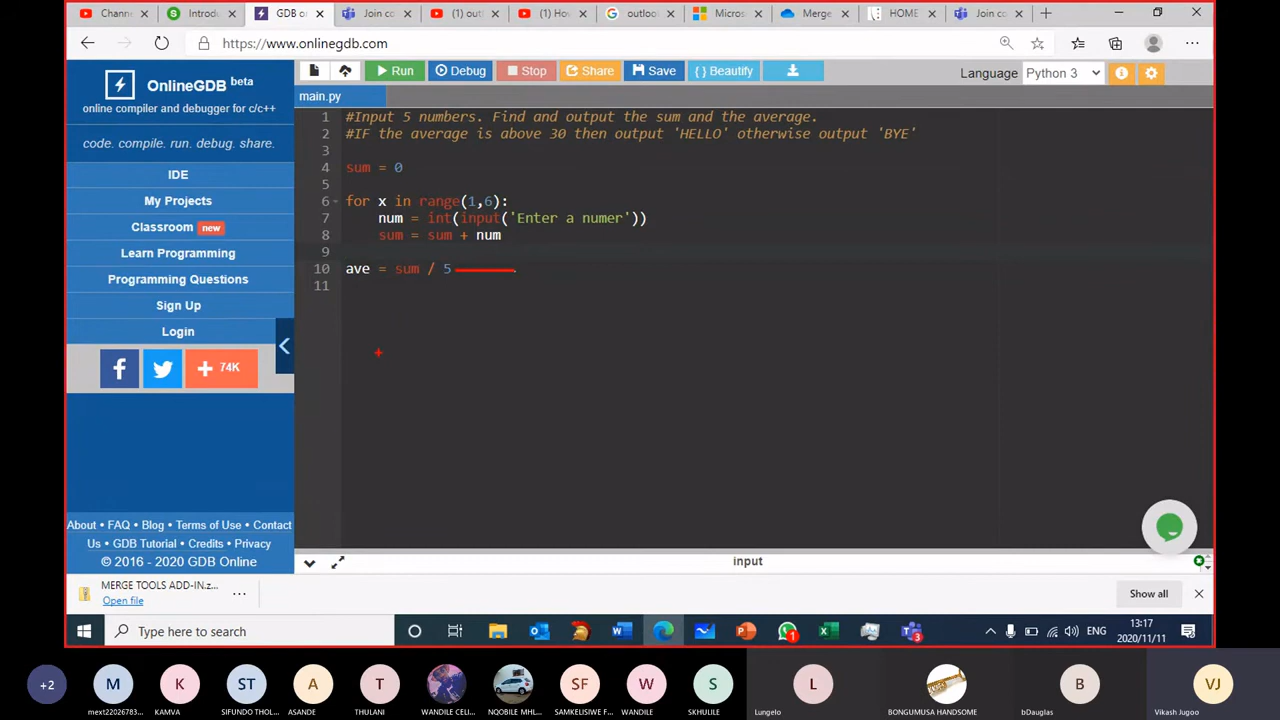 Channe
Introdu
GDB on
Join co
(1) outl
(1) Hov
outlook
Micros
Merge
HOME
Join co
https://www.onlinegdb.com
OnlineGDB beta
online compiler and debugger for c/c++
code. compile. run. debug. share.
IDE
My Projects
Classroom new
Learn Programming
Programming Questions
Sign Up
Login
74K
About • FAQ • Blog • Terms of Use • Contact
Us • GDB Tutorial • Credits • Privacy
© 2016 - 2020 GDB Online
Run
Debug
Stop
Share
Save
{ } Beautify
Language
Python 3
main.py
1 #Input 5 numbers. Find and output the sum and the average.
2 #IF the average is above 30 then output 'HELLO' otherwise output 'BYE'
3
4 sum = 0
5
6 for x in range(1,6):
7 num = int(input('Enter a numer'))
8 sum = sum + num
9
10 ave = sum / 5
11
input
MERGE TOOLS ADD-IN.z...
Open file
Show all
Type here to search
1
3
ENG
13:17
2020/11/11
+2
M
K
ST
A
T
SF
W
S
L
B
VJ
mext22026783...
KAMVA
SIFUNDO THOL...
ASANDE
THULANI
WANDILE CELI...
NQOBILE MHL...
SAMKELISIWE F...
WANDILE
SKHULILE
Lungelo
BONGUMUSA HANDSOME
bDauglas
Vikash Jugoo